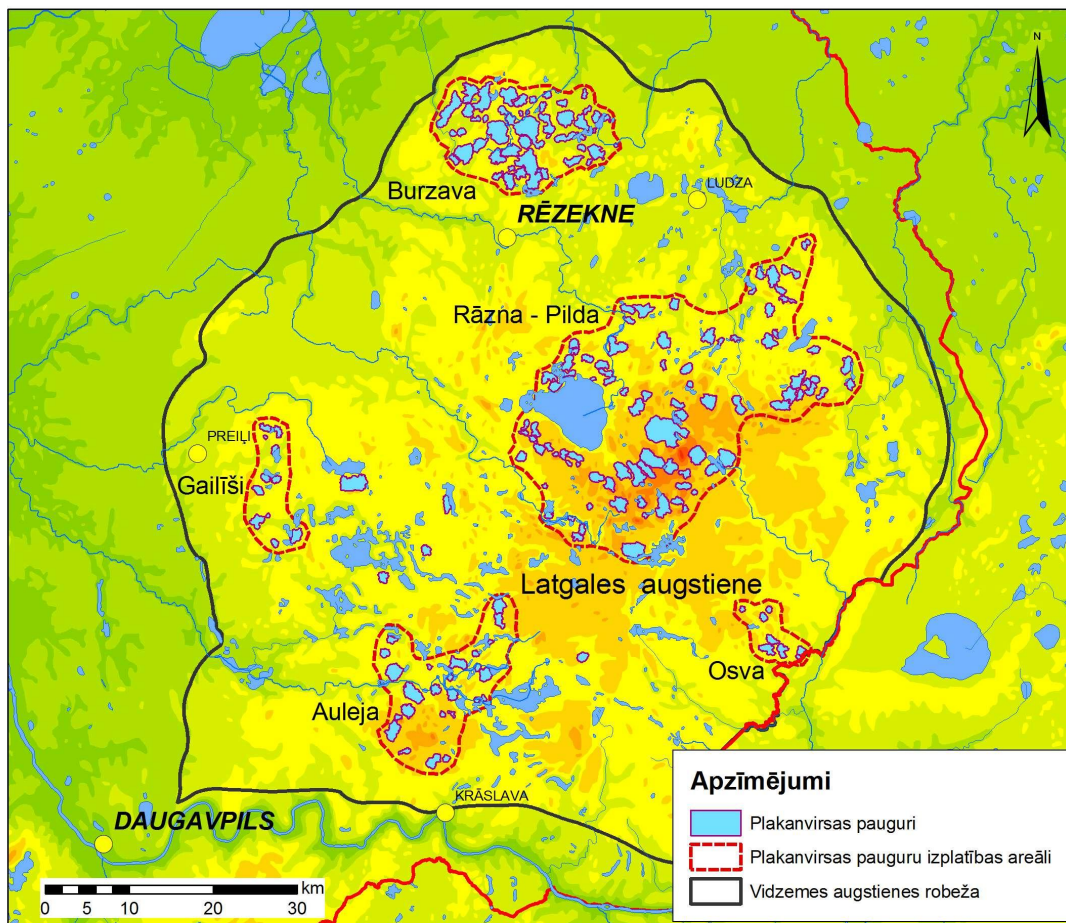 N
Burzava
LUDZA
RĒZEKNE
Rāzna - Pilda
PREIĻI
Gailīši
Latgales augstiene
Osva
Auleja
KRĀSLAVA
DAUGAVPILS
km
0 5 10 20 30
Apzīmējumi
Plakanvirsas pauguri
Plakanvirsas pauguru izplatības areāli
Vidzemes augstienes robeža